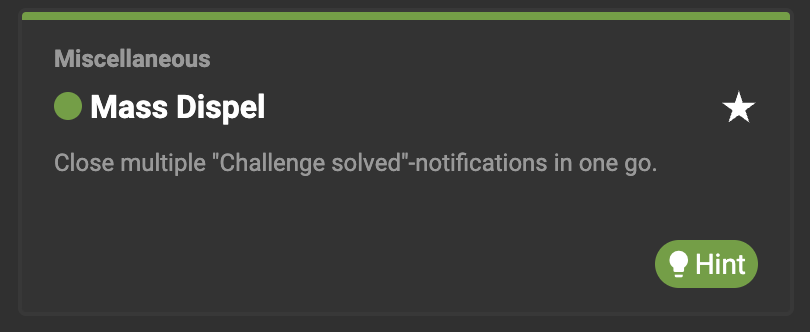 Miscellaneous
Mass Dispel
Close multiple "Challenge solved"-notifications in one go.
Hint